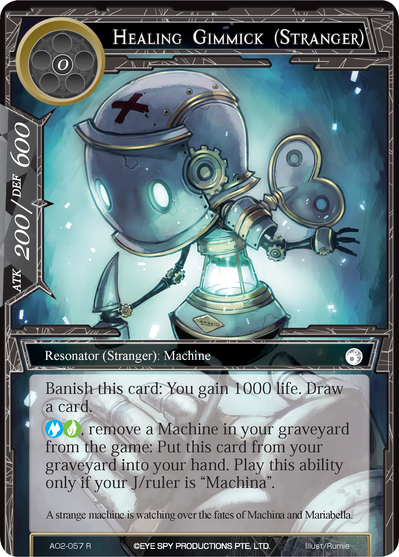 Healing Gimmick (Stranger)
0
ATK 200/DEF 600
Resonator (Stranger): Machine
Banish this card: You gain 1000 life. Draw
a card.
, remove a Machine in your graveyard
from the game: Put this card from your
graveyard into your hand. Play this ability
only if your J/ruler is “Machina”.
A strange machine is watching over the fates of Machina and Mariabella.
A02-057 R
©EYE SPY PRODUCTIONS PTE. LTD.
Illust/Rumie